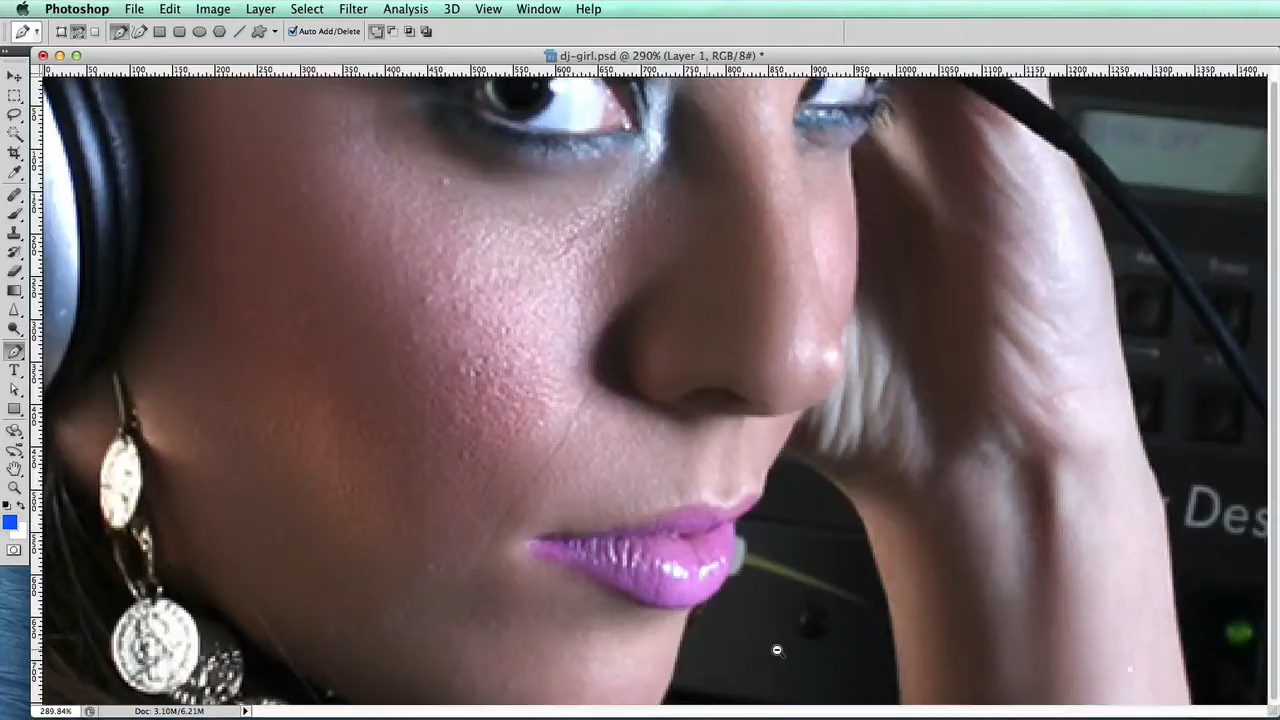 Photoshop File Edit Image Layer Select Filter Analysis 3D View Window Help
Auto Add/Delete
dj-girl.psd @ 290% (Layer 1, RGB/8#) *
0 50 100 150 200 250 300 350 400 450 500 550 600 650 700 750 800 850 900 950 1000 1050 1100 1150 1200 1250 1300 1350 1400
r Des
289.84% Doc: 3.10M/6.21M